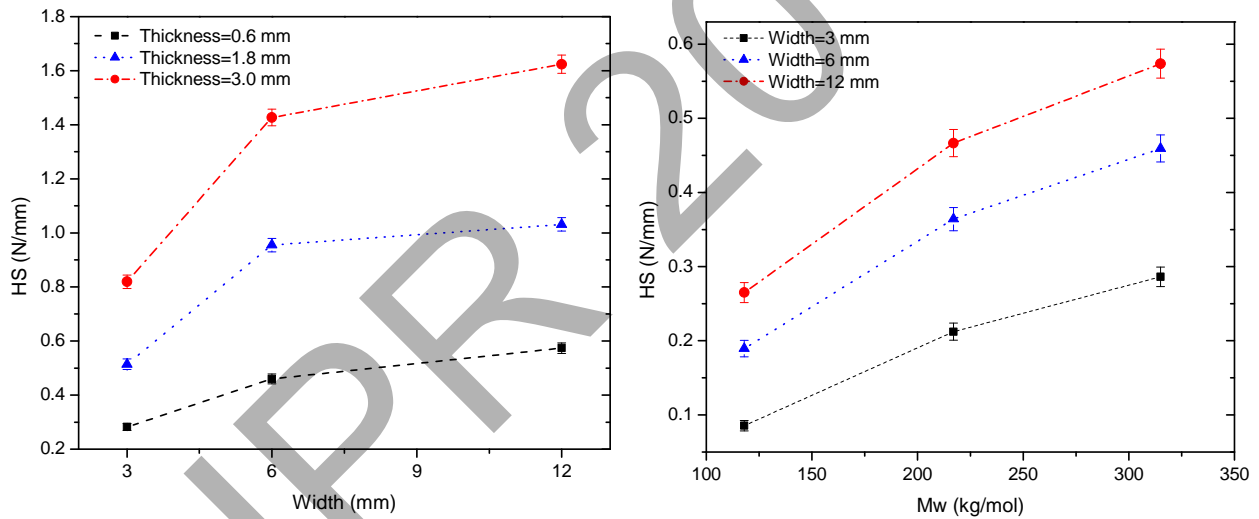 1.8
1.6
1.4
1.2
1.0
0.8
0.6
0.4
0.2
HS (N/mm)
Thickness=0.6 mm
Thickness=1.8 mm
Thickness=3.0 mm
3
6
9
12
Width (mm)
0.6
0.5
0.4
0.3
0.2
0.1
HS (N/mm)
Width=3 mm
Width=6 mm
Width=12 mm
100
150
200
250
300
350
Mw (kg/mol)
IPR 20